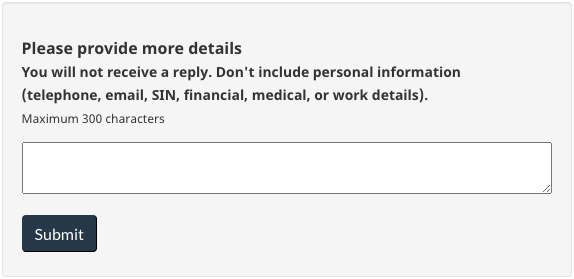 Please provide more details
You will not receive a reply. Don't include personal information
(telephone, email, SIN, financial, medical, or work details).
Maximum 300 characters
Submit